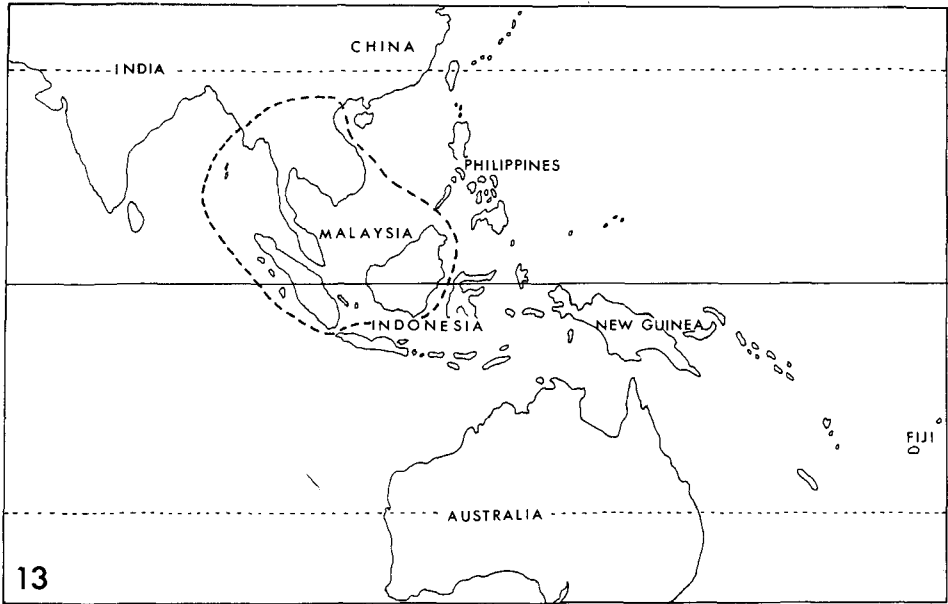 CHINA
INDIA
PHILIPPINES
MALAYSIA
INDONESIA
NEW GUINEA
FIJI
AUSTRALIA
13